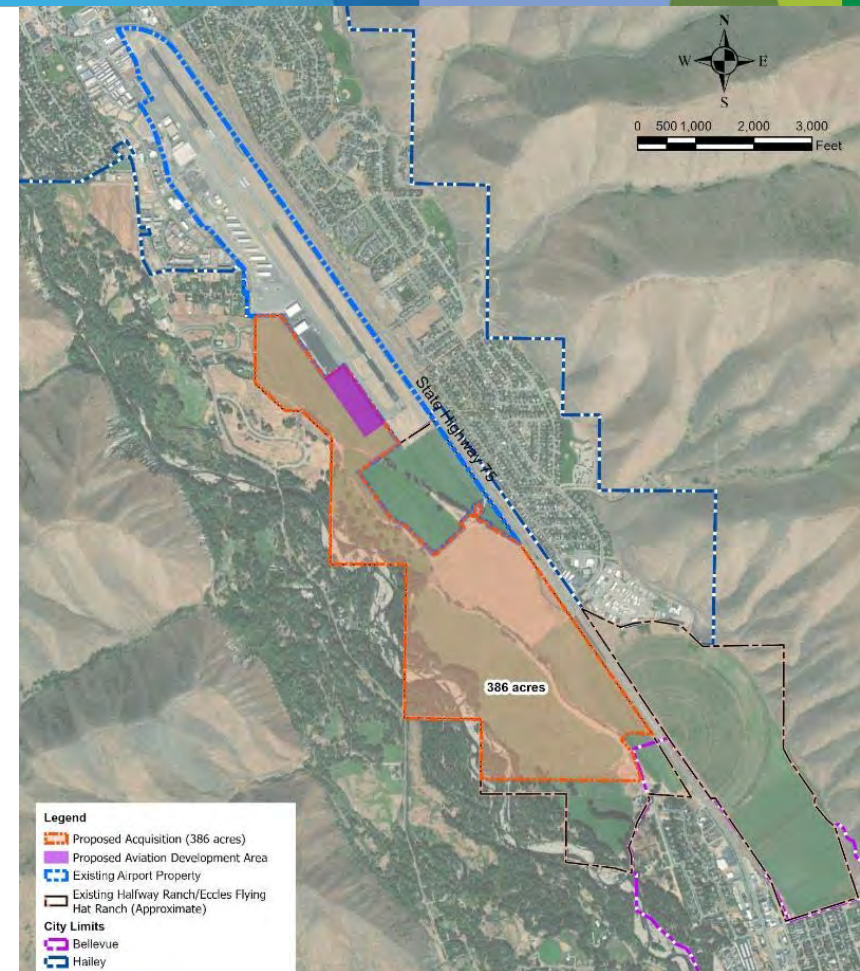 N
W E
S
0 500 1,000 2,000 3,000
Feet
State Highway 75
386 acres
Legend
Proposed Acquisition (386 acres)
Proposed Aviation Development Area
Existing Airport Property
Existing Halfway Ranch/Eccles Flying
Hat Ranch (Approximate)
City Limits
Bellevue
Hailey